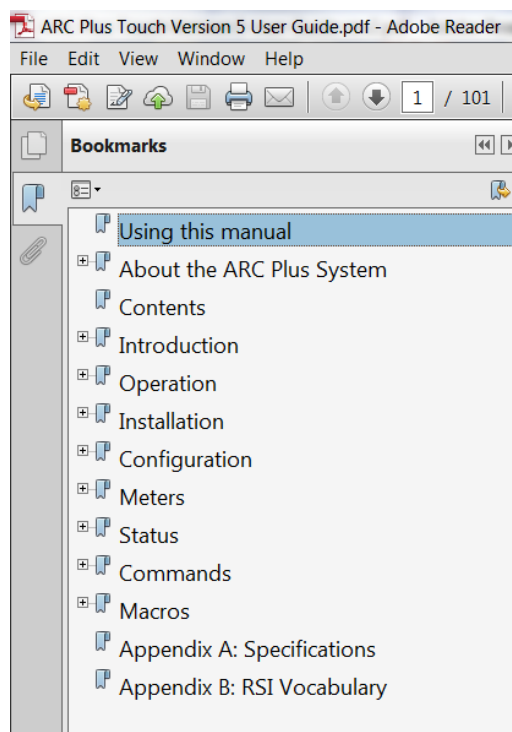 ARC Plus Touch Version 5 User Guide.pdf - Adobe Reader
File Edit View Window Help
1 / 101
Bookmarks
Using this manual
About the ARC Plus System
Contents
Introduction
Operation
Installation
Configuration
Meters
Status
Commands
Macros
Appendix A: Specifications
Appendix B: RSI Vocabulary